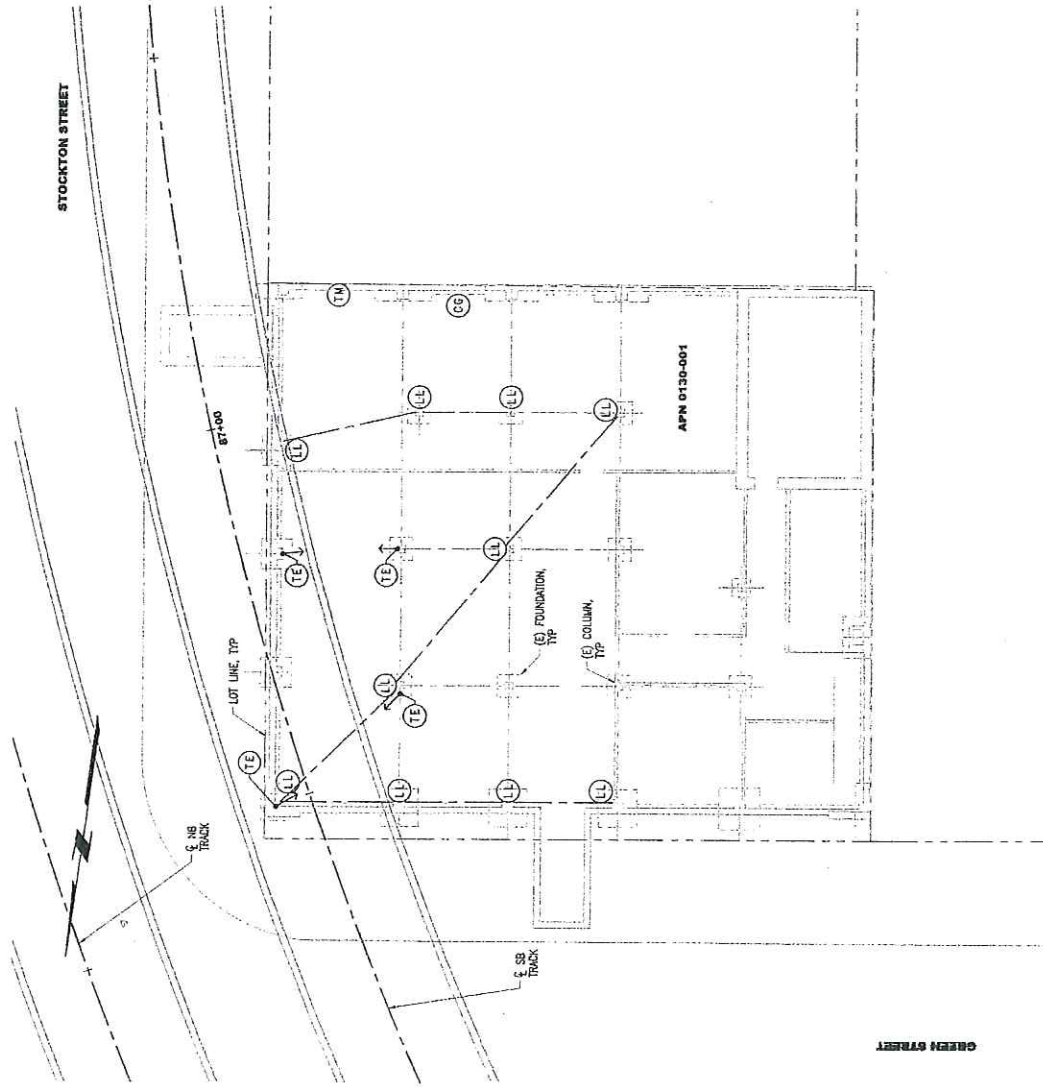 STOCKTON STREET
TM
CG
LL
LL
LL
87+00
LL
APN 0130-001
TE
TE
LL
(E) FOUNDATION,
TYP
(E) COLUMN,
TYP
LOT LINE, TYP
LL
TE
TE
LL
LL
LL
LL
℄ NB
TRACK
℄ SB
TRACK
GREEN STREET